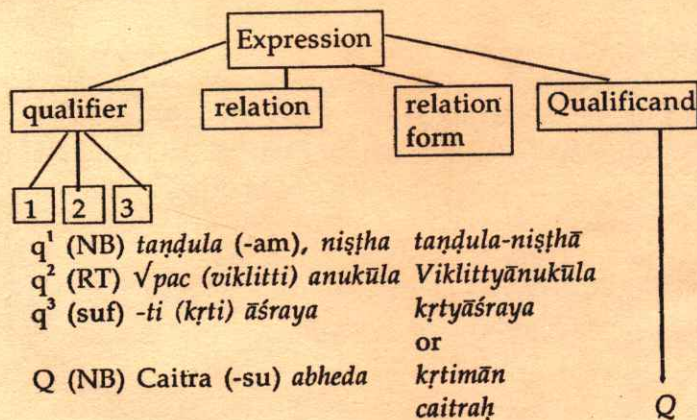 Expression
qualifier relation relation Qualificand
form
1 2 3
q¹ (NB) taṇḍula (-am), niṣṭha taṇḍula-niṣṭhā
q² (RT) √pac (viklitti) anukūla Viklittyānukūla
q³ (suf) -ti (kṛti) āśraya kṛtyāśraya
or
Q (NB) Caitra (-su) abheda kṛtimān
caitraḥ Q